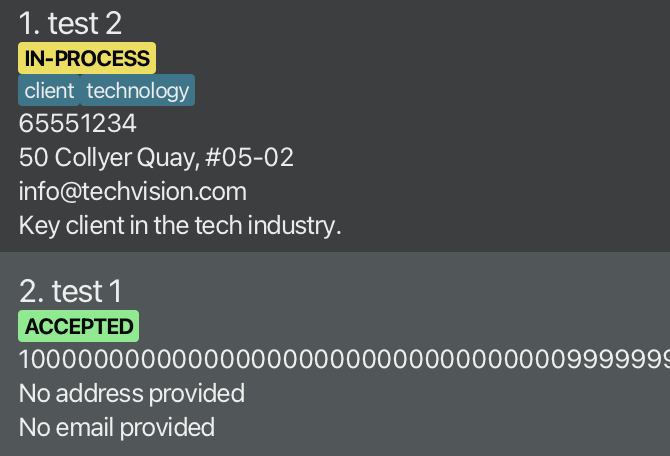 1. test 2
IN-PROCESS
client technology
65551234
50 Collyer Quay, #05-02
info@techvision.com
Key client in the tech industry.
2. test 1
ACCEPTED
1000000000000000000000000000000000009999999
No address provided
No email provided